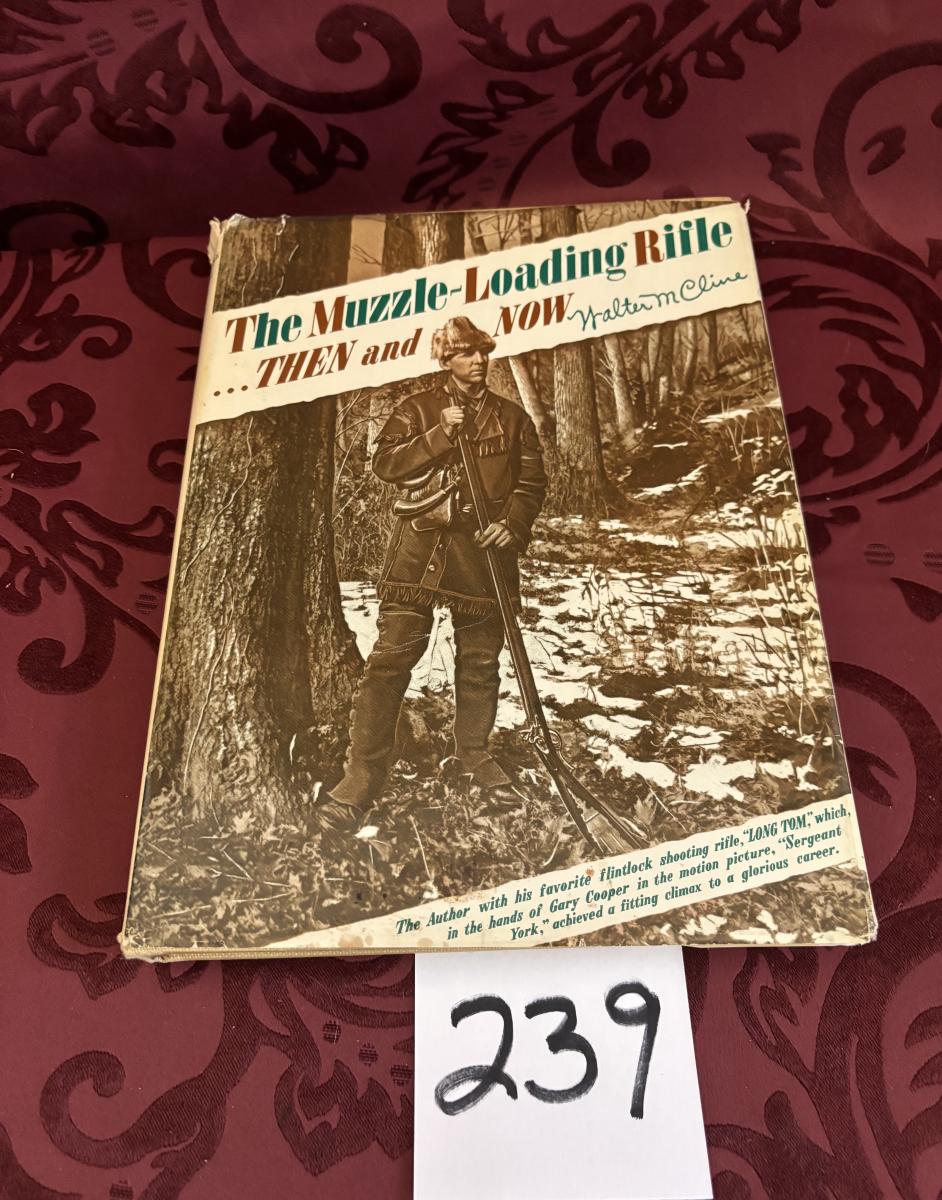 The Muzzle-Loading Rifle
...THEN and NOW Walter M Cline
The Author with his favorite flintlock shooting rifle, "LONG TOM," which,
in the hands of Gary Cooper in the motion picture, "Sergeant
York," achieved a fitting climax to a glorious career.
239